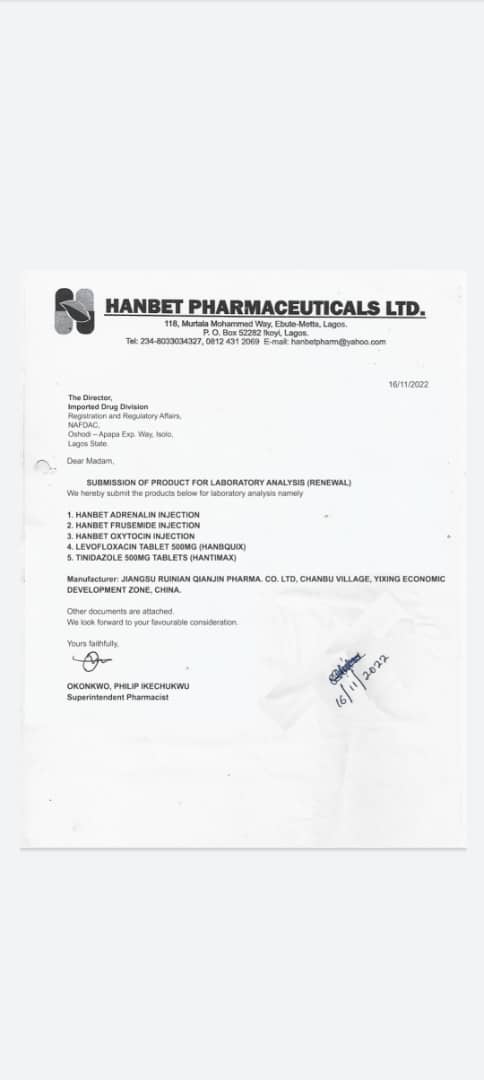 HANBET PHARMACEUTICALS LTD.
118, Murtala Mohammed Way, Ebute-Metta, Lagos.
P. O. Box 52282 Ikoyi, Lagos.
Tel: 234-8033034327, 0812 431 2069 E-mail: hanbetpharm@yahoo.com
16/11/2022
The Director,
Imported Drug Division
Registration and Regulatory Affairs,
NAFDAC,
Oshodi – Apapa Exp. Way, Isolo,
Lagos State.
Dear Madam,
SUBMISSION OF PRODUCT FOR LABORATORY ANALYSIS (RENEWAL)
We hereby submit the products below for laboratory analysis namely
1. HANBET ADRENALIN INJECTION
2. HANBET FRUSEMIDE INJECTION
3. HANBET OXYTOCIN INJECTION
4. LEVOFLOXACIN TABLET 500MG (HANBQUIX)
5. TINIDAZOLE 500MG TABLETS (HANTIMAX)
Manufacturer: JIANGSU RUINIAN QIANJIN PHARMA. CO. LTD, CHANBU VILLAGE, YIXING ECONOMIC
DEVELOPMENT ZONE, CHINA.
Other documents are attached.
We look forward to your favourable consideration.
Yours faithfully,
OKONKWO, PHILIP IKECHUKWU
Superintendent Pharmacist
16/11/2022